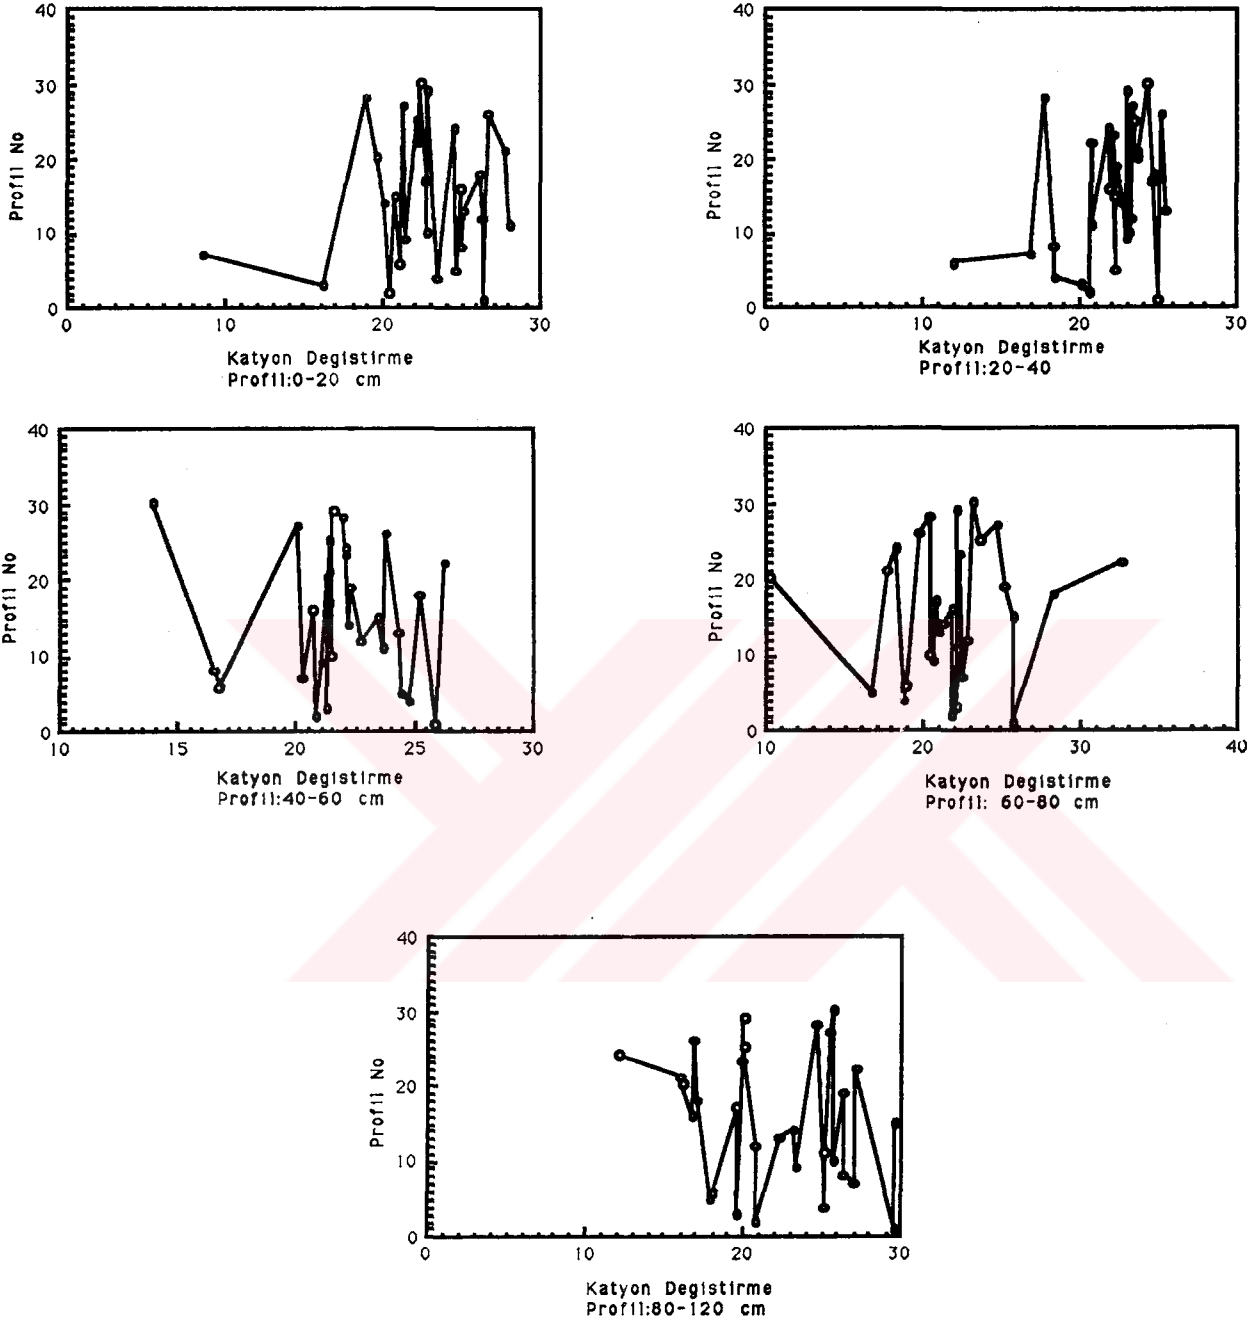 40
30
20
10
0
Profil No
0 10 20 30
Katyon Degistirme
Profil:0-20 cm
40
30
20
10
0
Profil No
0 10 20 30
Katyon Degistirme
Profil:20-40
40
30
20
10
0
Profil No
10 15 20 25 30
Katyon Degistirme
Profil:40-60 cm
40
30
20
10
0
Profil No
10 20 30 40
Katyon Degistirme
Profil: 60-80 cm
40
30
20
10
0
Profil No
0 10 20 30
Katyon Degistirme
Profil:80-120 cm